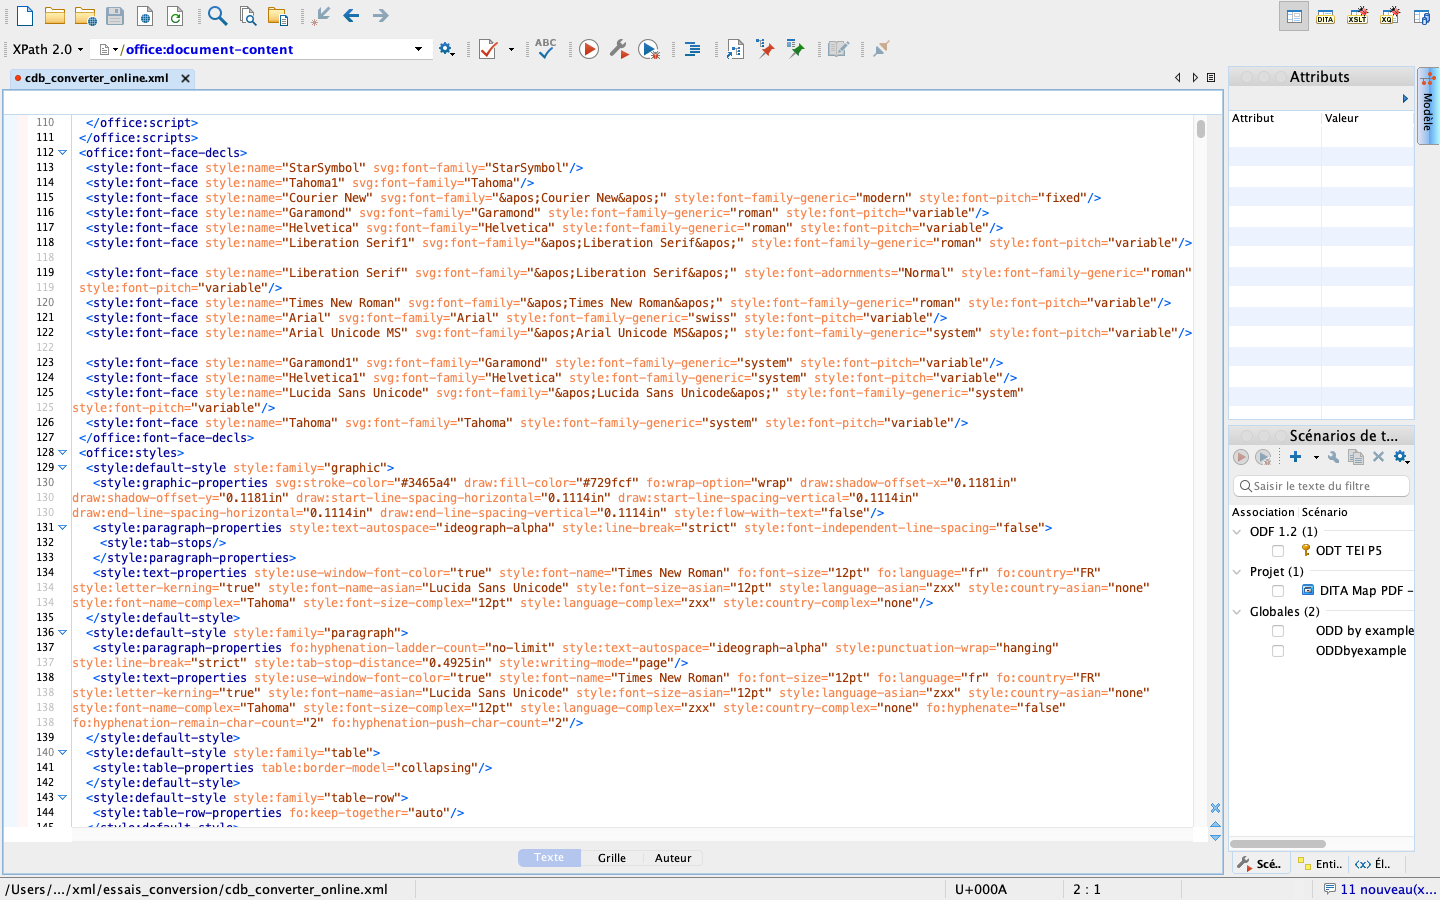 DITA
XSLT
XQ
XPath 2.0
/office:document-content
ABC
cdb_converter_online.xml
110 </office:script>
111 </office:scripts>
112 <office:font-face-decls>
113 <style:font-face style:name="StarSymbol" svg:font-family="StarSymbol"/>
114 <style:font-face style:name="Tahoma1" svg:font-family="Tahoma"/>
115 <style:font-face style:name="Courier New" svg:font-family="&apos;Courier New&apos;" style:font-family-generic="modern" style:font-pitch="fixed"/>
116 <style:font-face style:name="Garamond" svg:font-family="Garamond" style:font-family-generic="roman" style:font-pitch="variable"/>
117 <style:font-face style:name="Helvetica" svg:font-family="Helvetica" style:font-family-generic="roman" style:font-pitch="variable"/>
118 <style:font-face style:name="Liberation Serif1" svg:font-family="&apos;Liberation Serif&apos;" style:font-family-generic="roman" style:font-pitch="variable"/>
118
119 <style:font-face style:name="Liberation Serif" svg:font-family="&apos;Liberation Serif&apos;" style:font-adornments="Normal" style:font-family-generic="roman"
119 style:font-pitch="variable"/>
120 <style:font-face style:name="Times New Roman" svg:font-family="&apos;Times New Roman&apos;" style:font-family-generic="roman" style:font-pitch="variable"/>
121 <style:font-face style:name="Arial" svg:font-family="Arial" style:font-family-generic="swiss" style:font-pitch="variable"/>
122 <style:font-face style:name="Arial Unicode MS" svg:font-family="&apos;Arial Unicode MS&apos;" style:font-family-generic="system" style:font-pitch="variable"/>
122
123 <style:font-face style:name="Garamond1" svg:font-family="Garamond" style:font-family-generic="system" style:font-pitch="variable"/>
124 <style:font-face style:name="Helvetica1" svg:font-family="Helvetica" style:font-family-generic="system" style:font-pitch="variable"/>
125 <style:font-face style:name="Lucida Sans Unicode" svg:font-family="&apos;Lucida Sans Unicode&apos;" style:font-family-generic="system"
125 style:font-pitch="variable"/>
126 <style:font-face style:name="Tahoma" svg:font-family="Tahoma" style:font-family-generic="system" style:font-pitch="variable"/>
127 </office:font-face-decls>
128 <office:styles>
129 <style:default-style style:family="graphic">
130 <style:graphic-properties svg:stroke-color="#3465a4" draw:fill-color="#729fcf" fo:wrap-option="wrap" draw:shadow-offset-x="0.1181in"
130 draw:shadow-offset-y="0.1181in" draw:start-line-spacing-horizontal="0.1114in" draw:start-line-spacing-vertical="0.1114in"
130 draw:end-line-spacing-horizontal="0.1114in" draw:end-line-spacing-vertical="0.1114in" style:flow-with-text="false"/>
131 <style:paragraph-properties style:text-autospace="ideograph-alpha" style:line-break="strict" style:font-independent-line-spacing="false">
132 <style:tab-stops/>
133 </style:paragraph-properties>
134 <style:text-properties style:use-window-font-color="true" style:font-name="Times New Roman" fo:font-size="12pt" fo:language="fr" fo:country="FR"
134 style:letter-kerning="true" style:font-name-asian="Lucida Sans Unicode" style:font-size-asian="12pt" style:language-asian="zxx" style:country-asian="none"
134 style:font-name-complex="Tahoma" style:font-size-complex="12pt" style:language-complex="zxx" style:country-complex="none"/>
135 </style:default-style>
136 <style:default-style style:family="paragraph">
137 <style:paragraph-properties fo:hyphenation-ladder-count="no-limit" style:text-autospace="ideograph-alpha" style:punctuation-wrap="hanging"
137 style:line-break="strict" style:tab-stop-distance="0.4925in" style:writing-mode="page"/>
138 <style:text-properties style:use-window-font-color="true" style:font-name="Times New Roman" fo:font-size="12pt" fo:language="fr" fo:country="FR"
138 style:letter-kerning="true" style:font-name-asian="Lucida Sans Unicode" style:font-size-asian="12pt" style:language-asian="zxx" style:country-asian="none"
138 style:font-name-complex="Tahoma" style:font-size-complex="12pt" style:language-complex="zxx" style:country-complex="none" fo:hyphenate="false"
138 fo:hyphenation-remain-char-count="2" fo:hyphenation-push-char-count="2"/>
139 </style:default-style>
140 <style:default-style style:family="table">
141 <style:table-properties table:border-model="collapsing"/>
142 </style:default-style>
143 <style:default-style style:family="table-row">
144 <style:table-row-properties fo:keep-together="auto"/>
145 </style:default-style>
Texte Grille Auteur
Attributs
Attribut Valeur
Modèle
Scénarios de t...
Saisir le texte du filtre
Association Scénario
ODF 1.2 (1)
ODT TEI P5
Projet (1)
DITA Map PDF –
Globales (2)
ODD by example
ODDbyexample
Scé.. Enti.. <x> Él..
/Users/.../xml/essais_conversion/cdb_converter_online.xml
U+000A
2 : 1
11 nouveau(x...